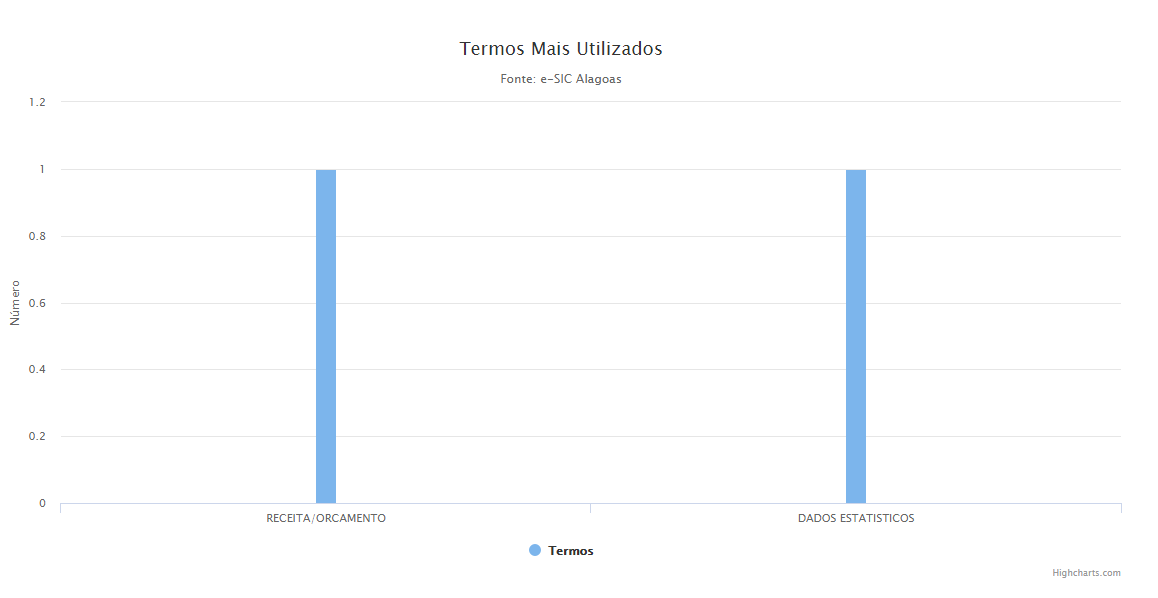 Termos Mais Utilizados
Fonte: e-SIC Alagoas
Número
1.2
1
0.8
0.6
0.4
0.2
0
RECEITA/ORCAMENTO
DADOS ESTATISTICOS
Termos
Highcharts.com